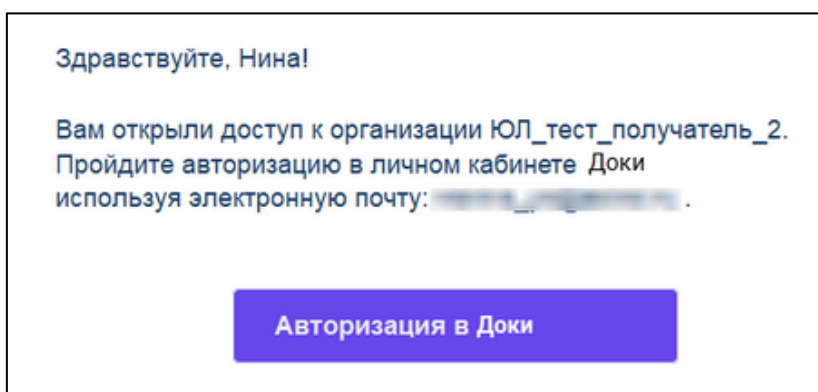 Здравствуйте, Нина!
Вам открыли доступ к организации ЮЛ_тест_получатель_2.
Пройдите авторизацию в личном кабинете Доки
используя электронную почту: .
Авторизация в Доки